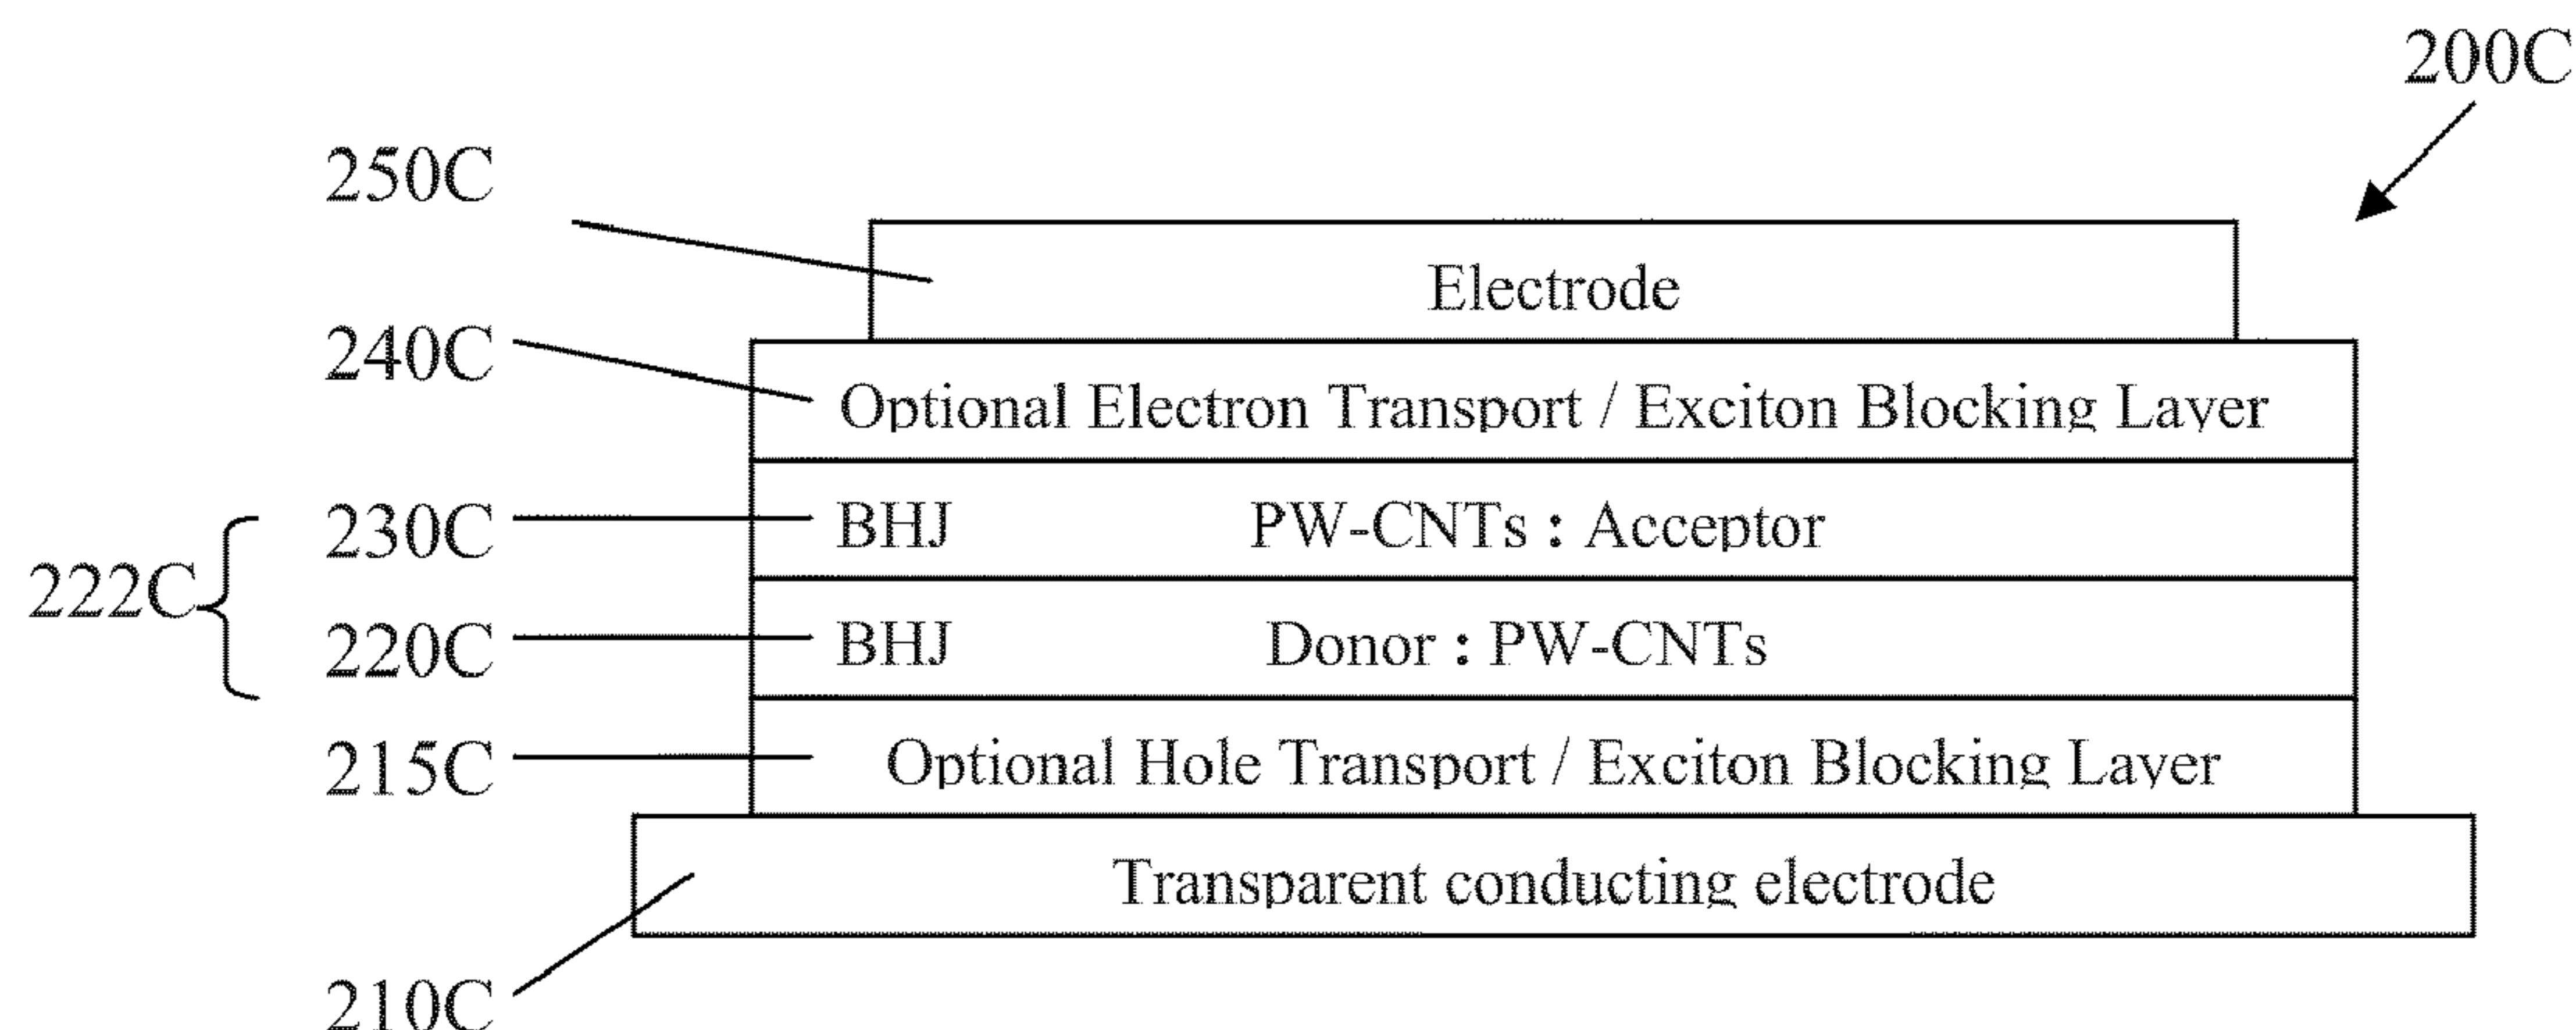 200C
250C
Electrode
240C
Optional Electron Transport / Exciton Blocking Layer
230C
BHJ PW-CNTs : Acceptor
222C
220C
BHJ Donor : PW-CNTs
215C
Optional Hole Transport / Exciton Blocking Layer
Transparent conducting electrode
210C